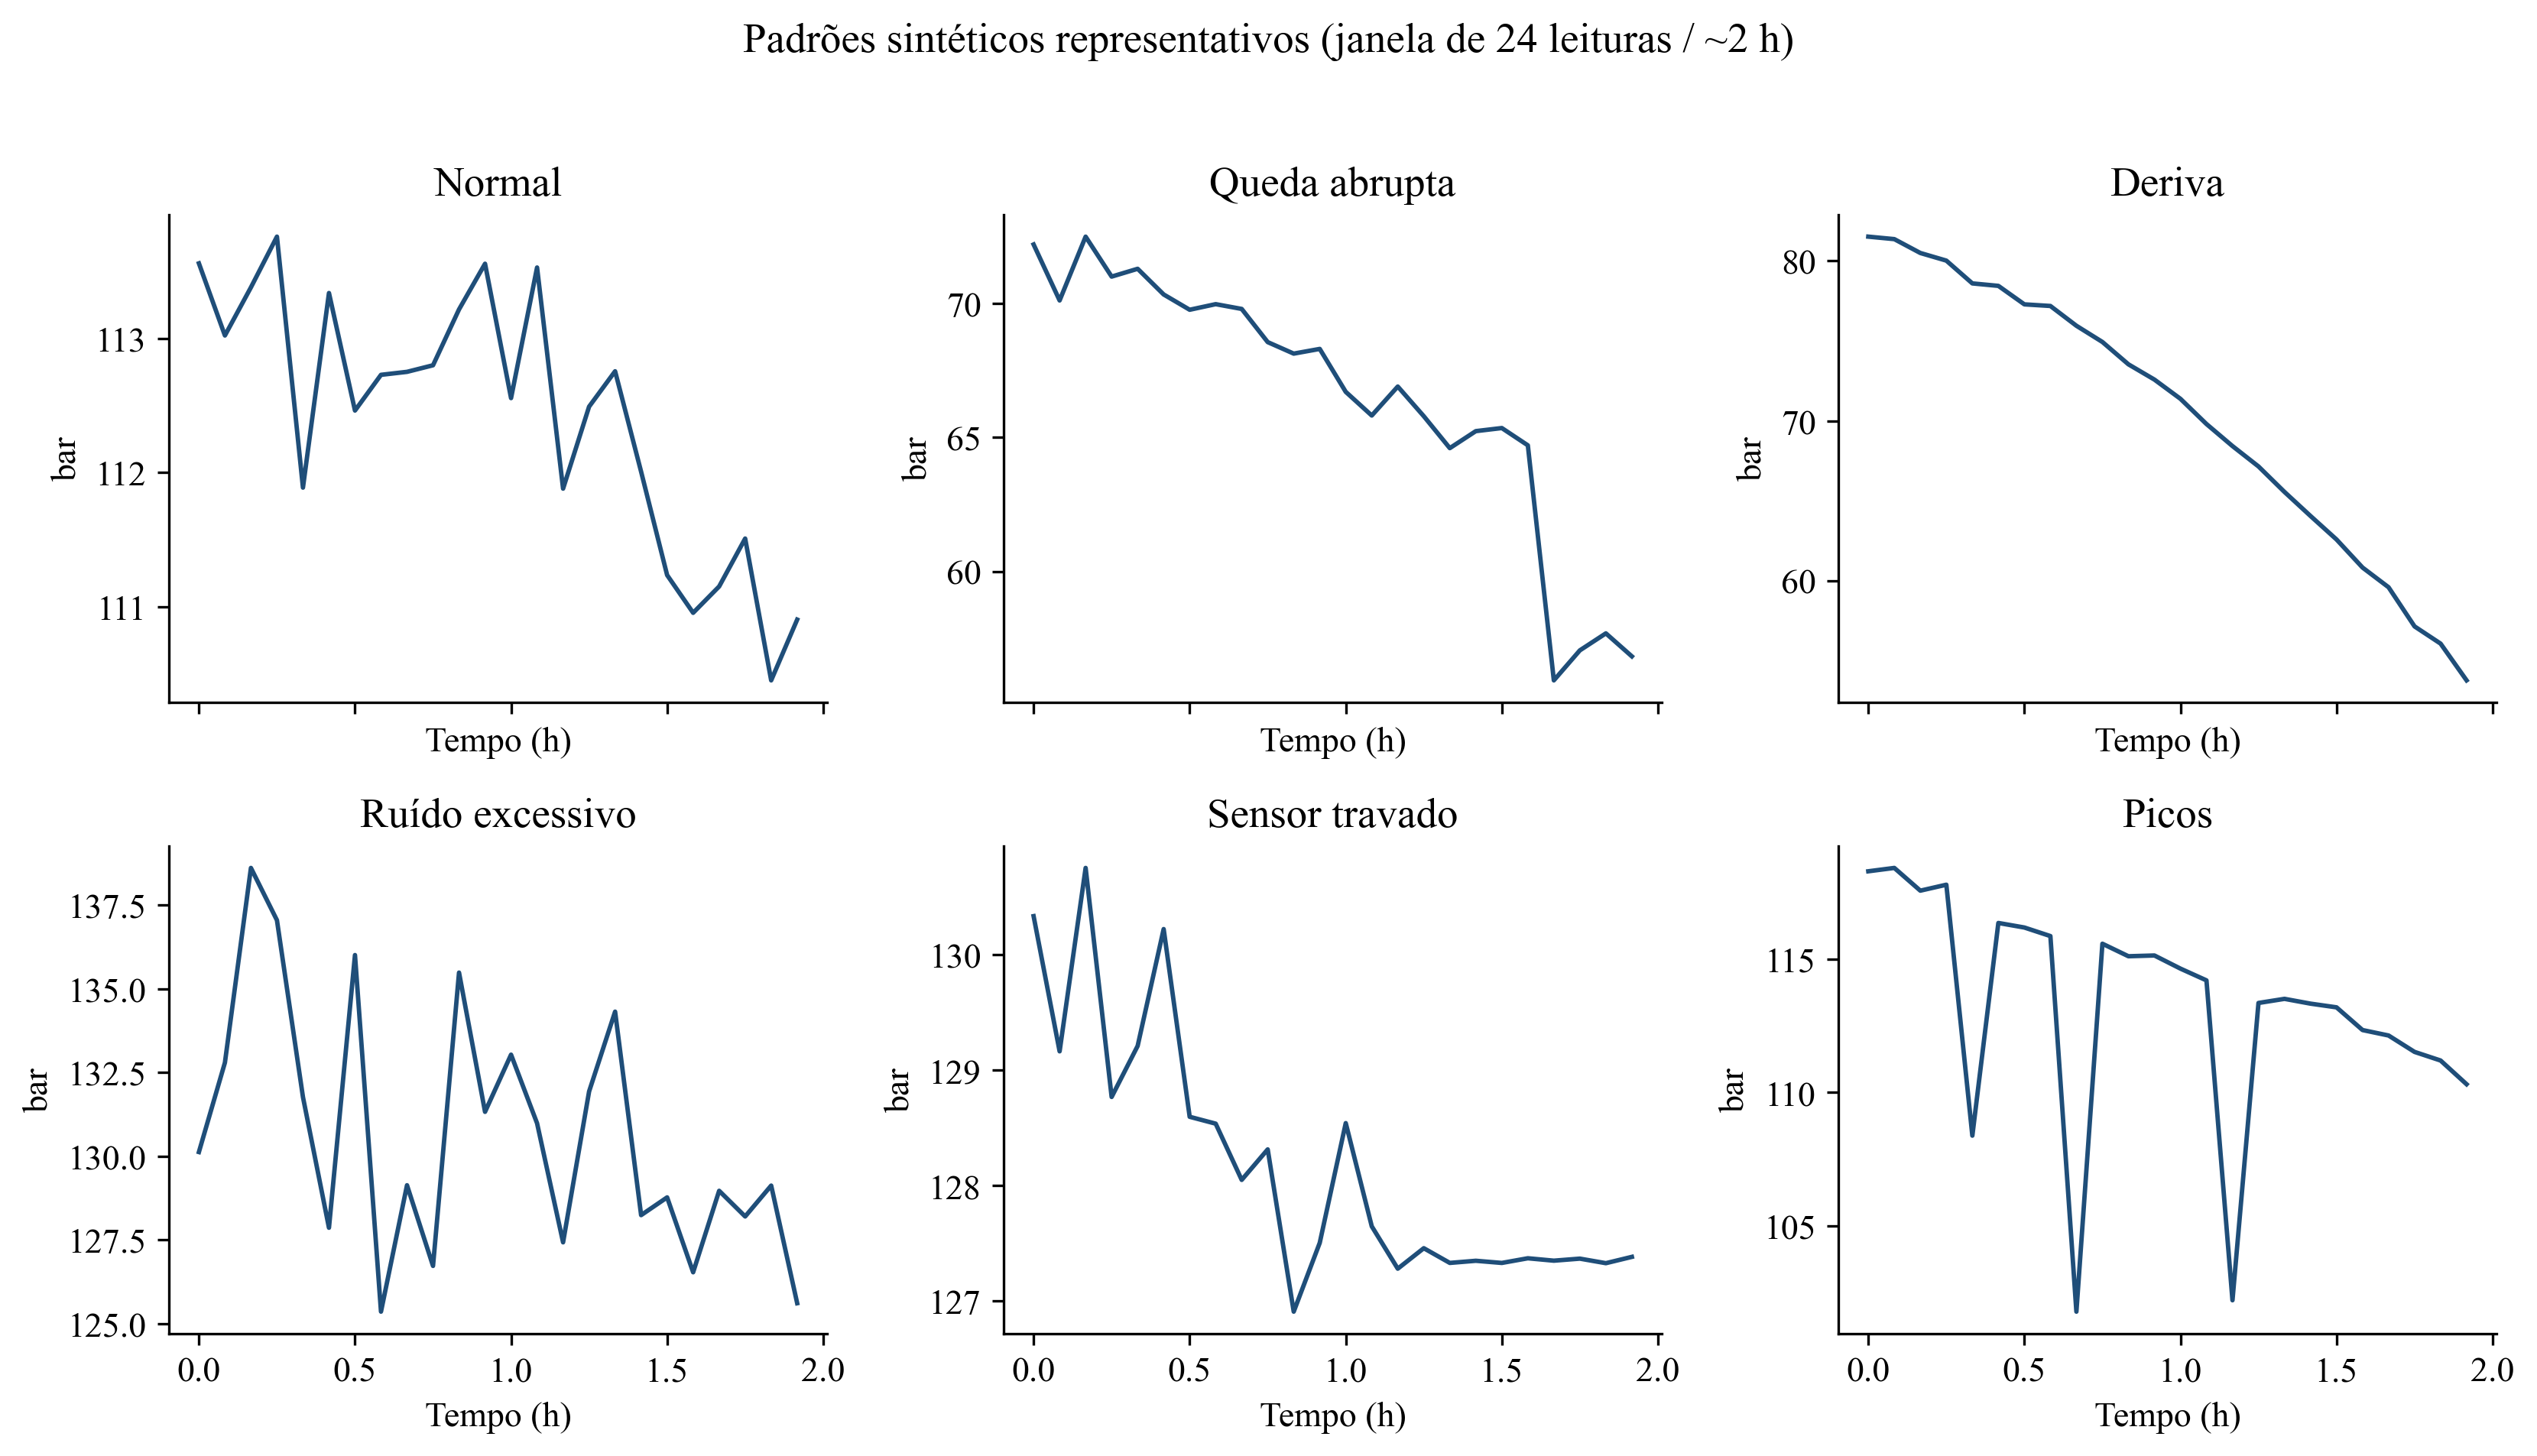 Padrões sintéticos representativos (janela de 24 leituras / ~2 h)
Normal
113
112
111
bar
Tempo (h)
Queda abrupta
70
65
60
bar
Tempo (h)
Deriva
80
70
60
bar
Tempo (h)
Ruído excessivo
137.5
135.0
132.5
130.0
127.5
125.0
bar
0.0 0.5 1.0 1.5 2.0
Tempo (h)
Sensor travado
130
129
128
127
bar
0.0 0.5 1.0 1.5 2.0
Tempo (h)
Picos
115
110
105
bar
0.0 0.5 1.0 1.5 2.0
Tempo (h)